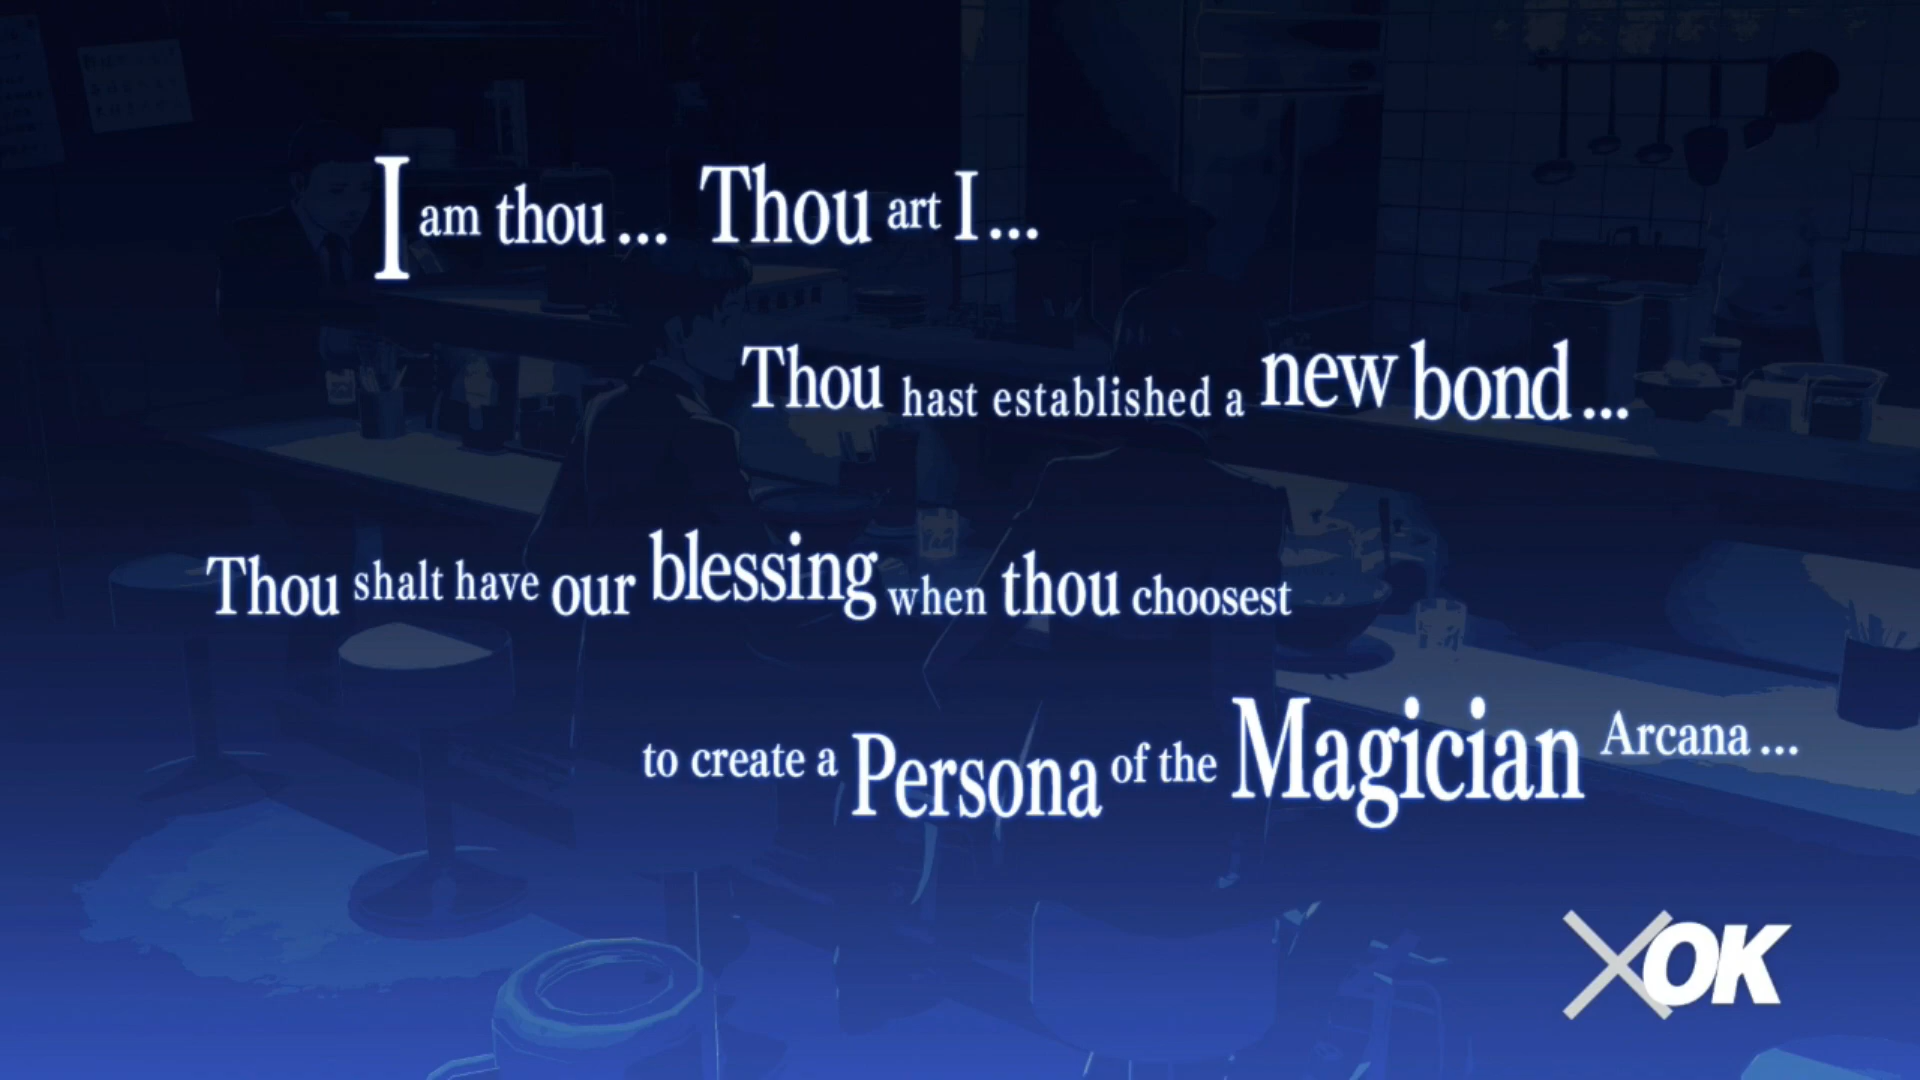 I am thou... Thou art I...
Thou hast established a new bond...
Thou shalt have our blessing when thou choosest
to create a Persona of the Magician Arcana...
OK